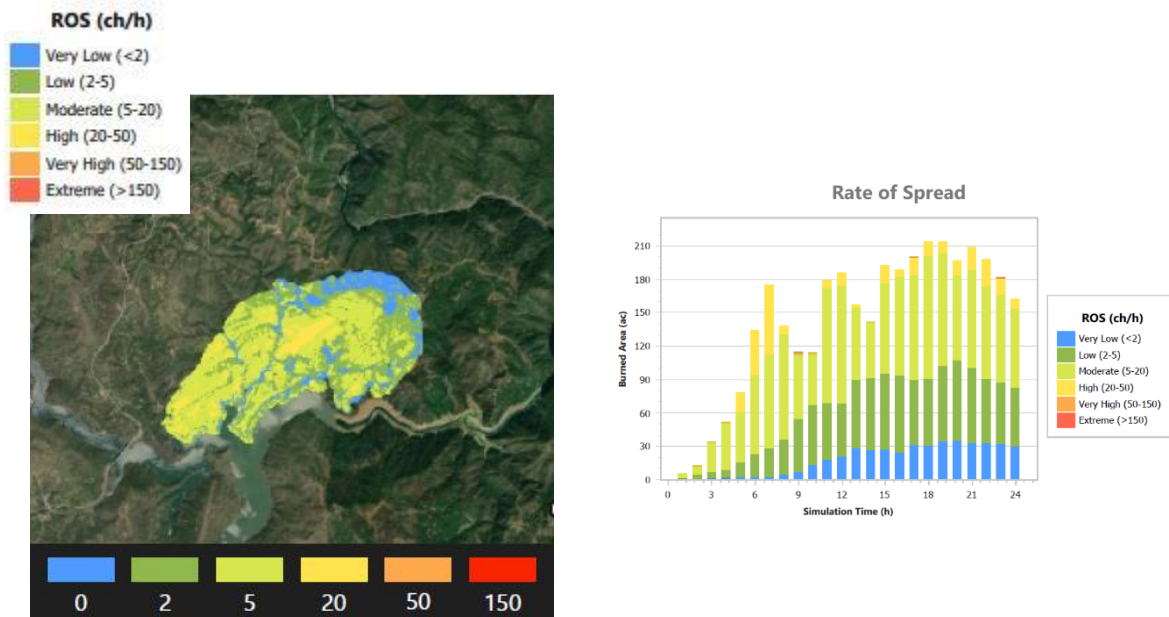 ROS (ch/h)
Very Low (<2)
Low (2-5)
Moderate (5-20)
High (20-50)
Very High (50-150)
Extreme (>150)
0 2 5 20 50 150
Rate of Spread
Burned Area (ac)
210
180
150
120
90
60
30
0
0 3 6 9 12 15 18 21 24
Simulation Time (h)
ROS (ch/h)
Very Low (<2)
Low (2-5)
Moderate (5-20)
High (20-50)
Very High (50-150)
Extreme (>150)